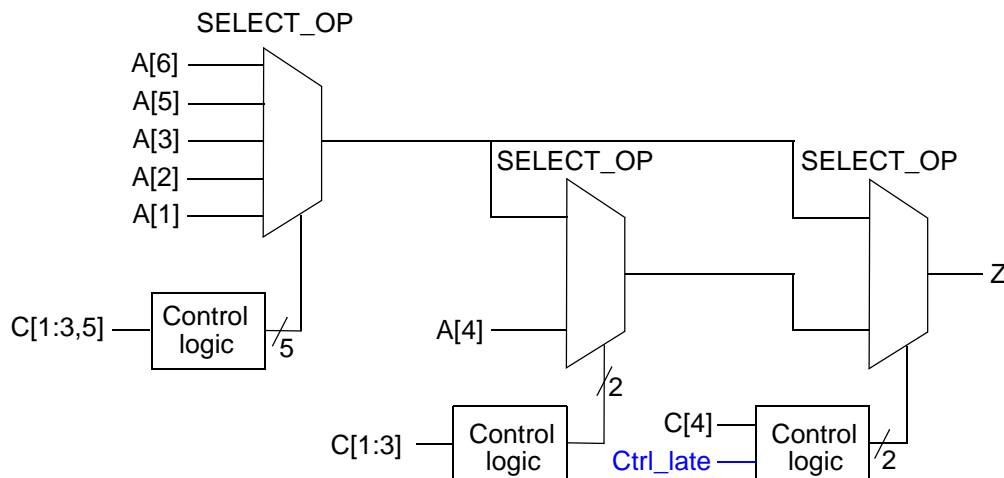 SELECT_OP
A[6]
A[5]
A[3]
A[2]
A[1]
C[1:3,5]
Control
logic
5
SELECT_OP
A[4]
2
C[1:3]
Control
logic
SELECT_OP
Z
C[4]
Ctrl_late
Control
logic
2